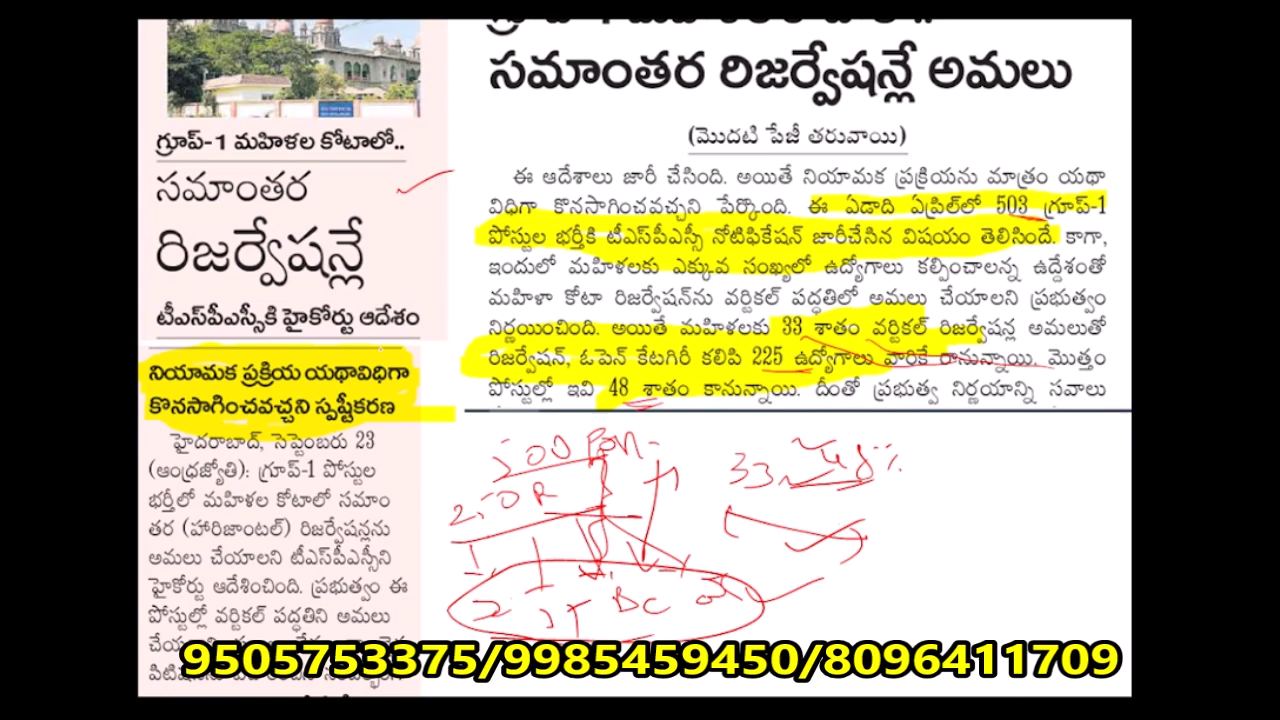 గ్రూప్-1 మహిళల కోటాలో..
సమాంతర
రిజర్వేషన్లే
టీఎస్‌పీఎస్సీకి హైకోర్టు ఆదేశం
నియామక ప్రక్రియ యథావిధిగా
కొనసాగించవచ్చని స్పష్టీకరణ
హైదరాబాద్, సెప్టెంబరు 23
(ఆంధ్రజ్యోతి): గ్రూప్-1 పోస్టుల
భర్తీలో మహిళల కోటాలో సమాం
తర (హారిజాంటల్) రిజర్వేషన్లను
అమలు చేయాలని టీఎస్‌పీఎస్సీని
హైకోర్టు ఆదేశించింది. ప్రభుత్వం ఈ
పోస్టుల్లో వర్టికల్ పద్ధతిని అమలు
సమాంతర రిజర్వేషన్లే అమలు
(మొదటి పేజీ తరువాయి)
ఈ ఆదేశాలు జారీ చేసింది. అయితే నియామక ప్రక్రియను మాత్రం యథా
విధిగా కొనసాగించవచ్చని పేర్కొంది. ఈ ఏడాది ఏప్రిల్‌లో 503 గ్రూప్-1
పోస్టుల భర్తీకి టీఎస్‌పీఎస్సీ నోటిఫికేషన్ జారీచేసిన విషయం తెలిసిందే. కాగా,
ఇందులో మహిళలకు ఎక్కువ సంఖ్యలో ఉద్యోగాలు కల్పించాలన్న ఉద్దేశంతో
మహిళా కోటా రిజర్వేషన్‌ను వర్టికల్ పద్ధతిలో అమలు చేయాలని ప్రభుత్వం
నిర్ణయించింది. అయితే మహిళలకు 33 శాతం వర్టికల్ రిజర్వేషన్ల అమలుతో
రిజర్వేషన్, ఓపెన్ కేటగిరీ కలిపి 225 ఉద్యోగాలు వారికే రానున్నాయి. మొత్తం
పోస్టుల్లో ఇవి 48 శాతం కానున్నాయి. దీంతో ప్రభుత్వ నిర్ణయాన్ని సవాలు
500
33
BC
9505753375/9985459450/8096411709